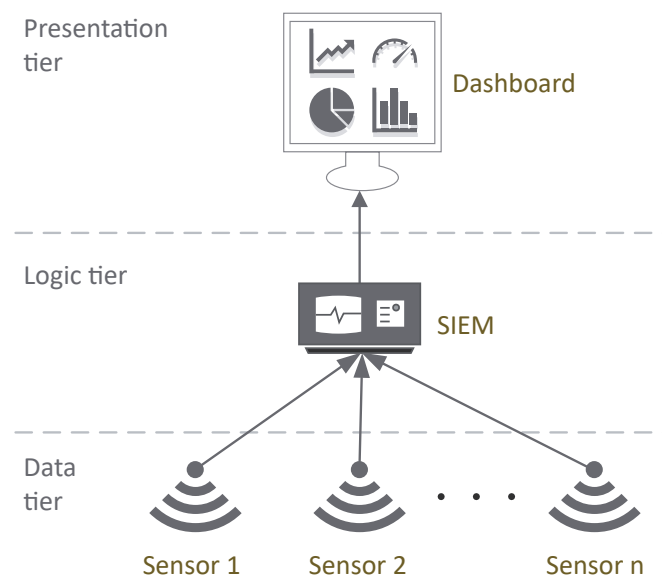 Presentation
tier
Dashboard
Logic tier
SIEM
Data
tier
Sensor 1
Sensor 2
Sensor n